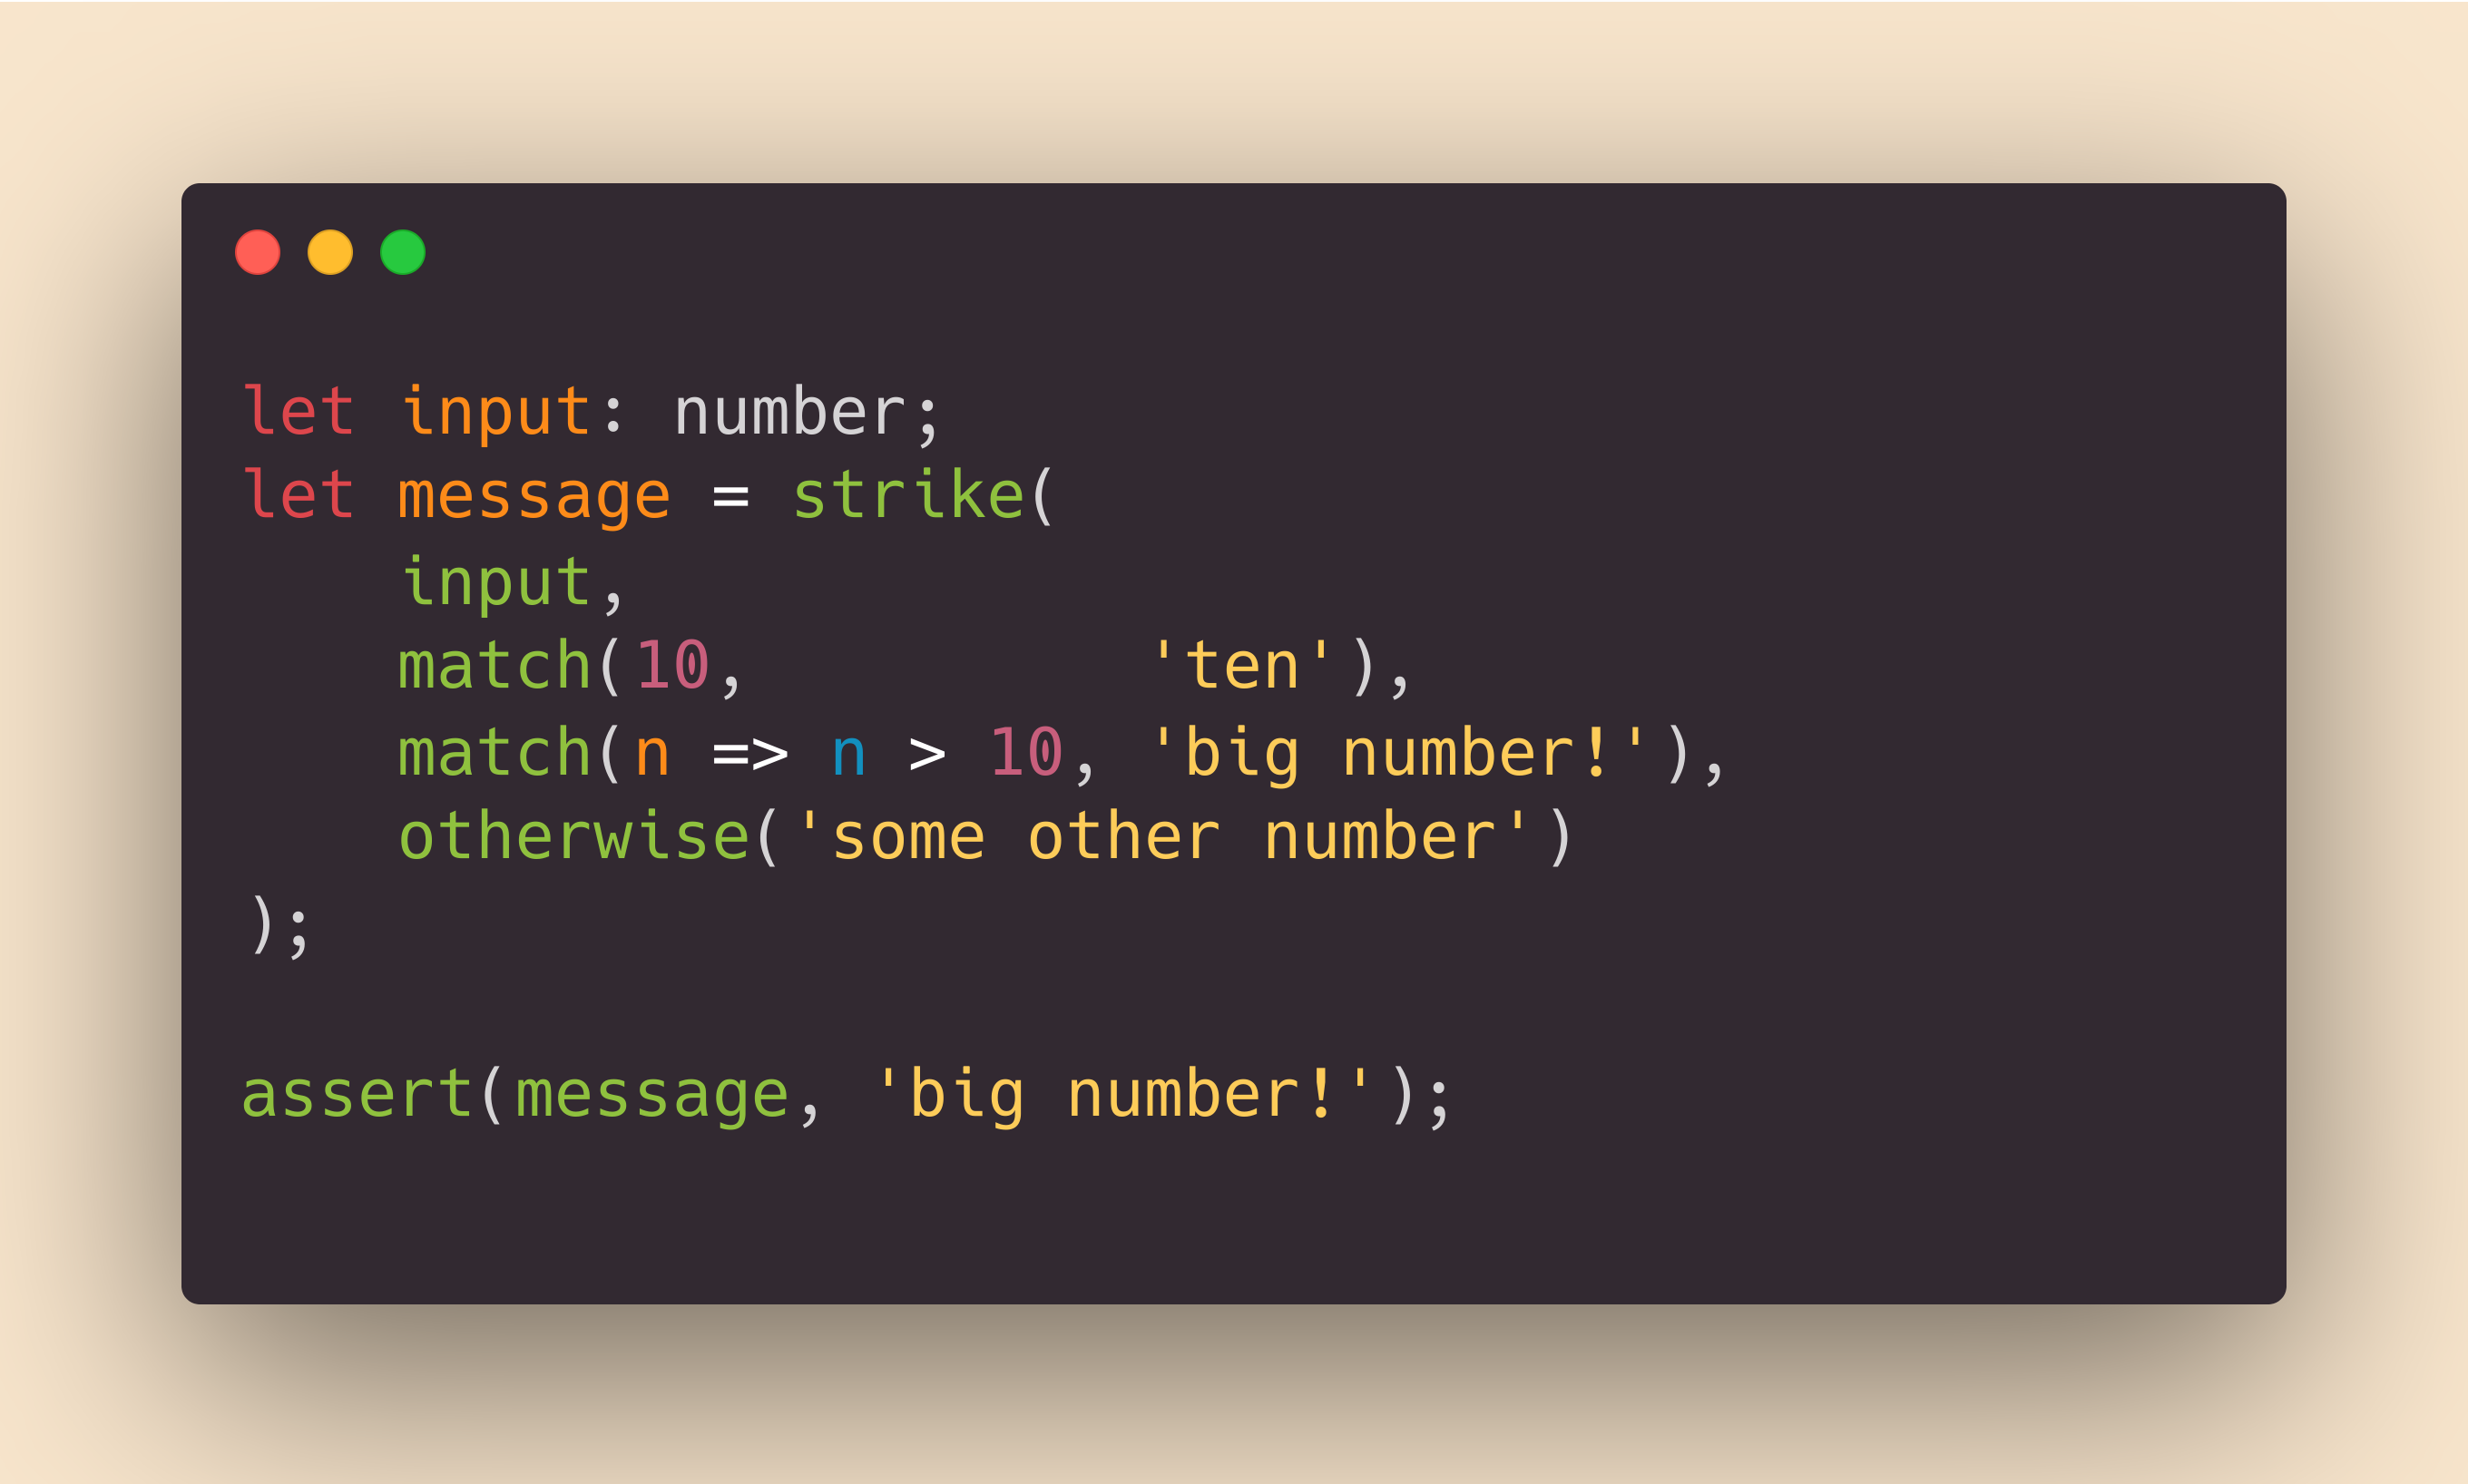 let input: number;
let message = strike(
    input,
    match(10,          'ten'),
    match(n => n > 10, 'big number!'),
    otherwise('some other number')
);
assert(message, 'big number!');